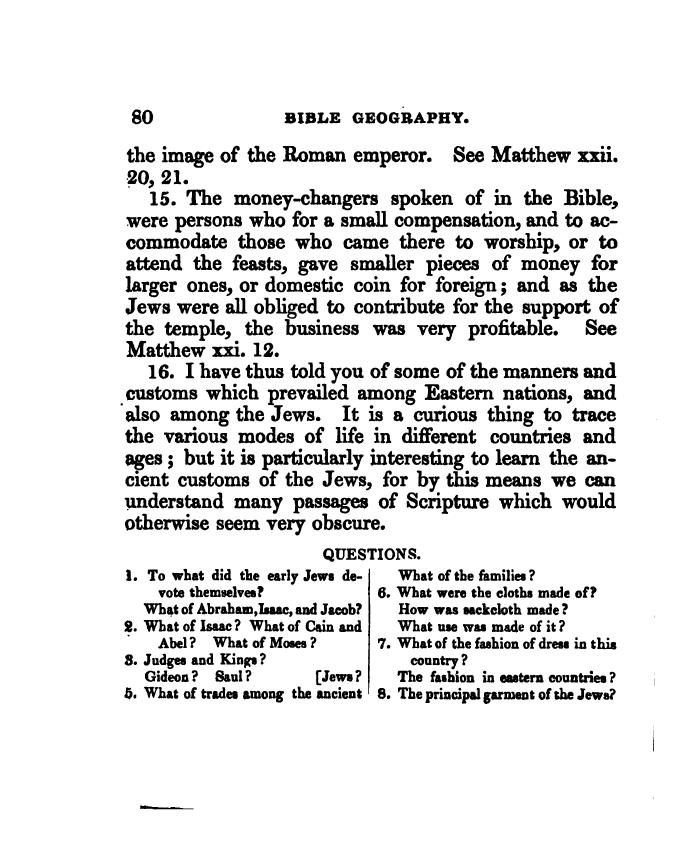 80 BIBLE GEOGRAPHY.
the image of the Roman emperor. See Matthew xxii.
20, 21.
15. The money-changers spoken of in the Bible,
were persons who for a small compensation, and to ac-
commodate those who came there to worship, or to
attend the feasts, gave smaller pieces of money for
larger ones, or domestic coin for foreign; and as the
Jews were all obliged to contribute for the support of
the temple, the business was very profitable. See
Matthew xxi. 12.
16. I have thus told you of some of the manners and
customs which prevailed among Eastern nations, and
also among the Jews. It is a curious thing to trace
the various modes of life in different countries and
ages; but it is particularly interesting to learn the an-
cient customs of the Jews, for by this means we can
understand many passages of Scripture which would
otherwise seem very obscure.
QUESTIONS.
1. To what did the early Jews de-
vote themselves?
What of Abraham, Isaac, and Jacob?
2. What of Isaac? What of Cain and
Abel? What of Moses?
3. Judges and Kings?
Gideon? Saul? [Jews?
5. What of trades among the ancient
What of the families?
6. What were the cloths made of?
How was sackcloth made?
What use was made of it?
7. What of the fashion of dress in this
country?
The fashion in eastern countries?
8. The principal garment of the Jews?